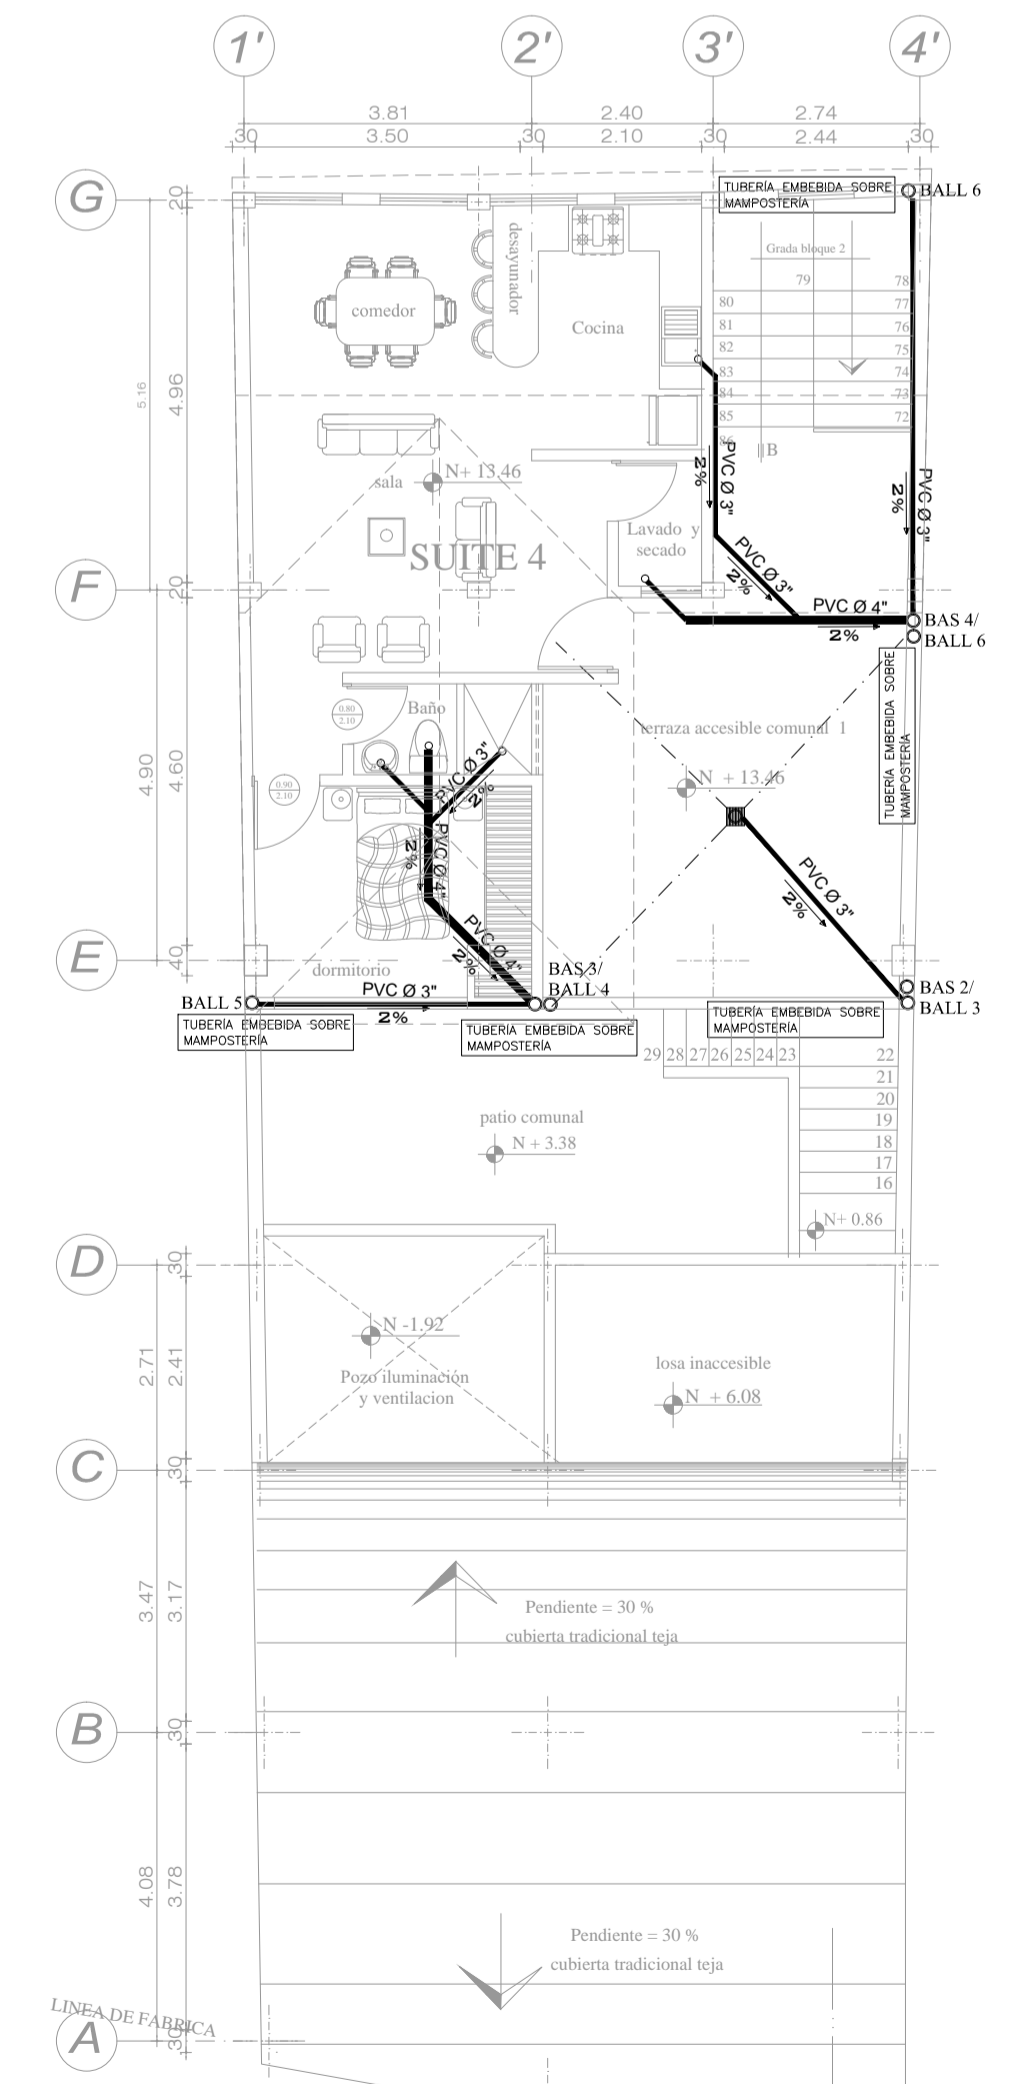 1' 2' 3' 4'
3.81 2.40 2.74
.30 3.50 .30 2.10 .30 2.44 .30
G
.20
TUBERÍA EMBEBIDA SOBRE
MAMPOSTERÍA
BALL 6
desayunador
Grada bloque 2
79 78
comedor
Cocina
80 77
81 76
82 75
83 74
84 73
85 72
86
B
5.16
4.96
PVC Ø 3"
2%
PVC Ø 3"
2%
sala
N+ 13.46
Lavado y
secado
SUITE 4
PVC Ø 3"
2%
F
.20
PVC Ø 4"
2%
BAS 4/
BALL 6
TUBERÍA EMBEBIDA SOBRE
MAMPOSTERÍA
0.80
2.10
Baño
terraza accesible comunal 1
N + 13.46
4.90
4.60
0.90
2.10
PVC Ø 3"
2%
PVC Ø 4"
2%
PVC Ø 4"
2%
PVC Ø 3"
2%
E
.40
dormitorio
BAS 3/
BALL 4
BAS 2/
BALL 3
BALL 5
PVC Ø 3"
2%
TUBERÍA EMBEBIDA SOBRE
MAMPOSTERÍA
TUBERÍA EMBEBIDA SOBRE
MAMPOSTERÍA
TUBERÍA EMBEBIDA SOBRE
MAMPOSTERÍA
29 28 27 26 25 24 23 22
21
20
19
18
17
16
patio comunal
N + 3.38
N+ 0.86
D
.30
N -1.92
Pozo iluminación
y ventilacion
losa inaccesible
N + 6.08
2.71
2.41
C
.30
3.47
3.17
Pendiente = 30 %
cubierta tradicional teja
B
.30
4.08
3.78
Pendiente = 30 %
cubierta tradicional teja
LINEA DE FABRICA
A
.30